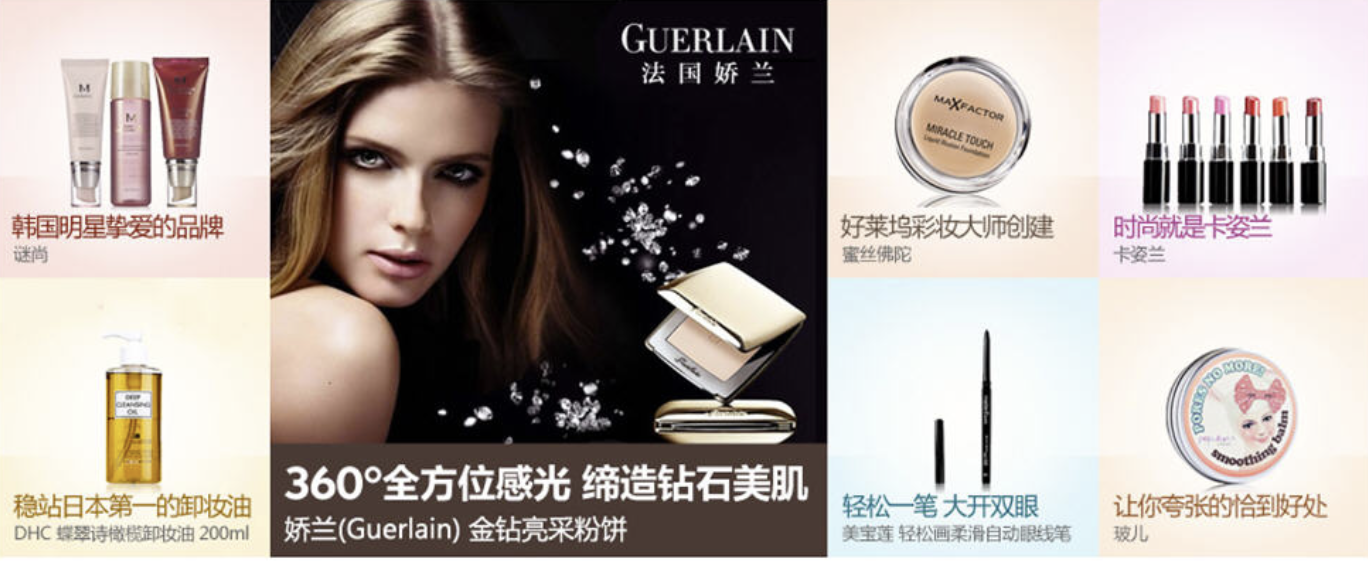 M
M
韩国明星挚爱的品牌
谜尚
DEEP
CLEANSING
OIL
稳站日本第一的卸妆油
DHC 蝶翠诗橄榄卸妆油 200ml
GUERLAIN
法国娇兰
360°全方位感光 缔造钻石美肌
娇兰(Guerlain) 金钻亮采粉饼
MAXFACTOR
MIRACLE TOUCH
Liquid Illusion Foundation
好莱坞彩妆大师创建
蜜丝佛陀
轻松一笔 大开双眼
美宝莲 轻松画柔滑自动眼线笔
时尚就是卡姿兰
卡姿兰
PORES NO MORE!
smoothing balm
让你夸张的恰到好处
玻儿